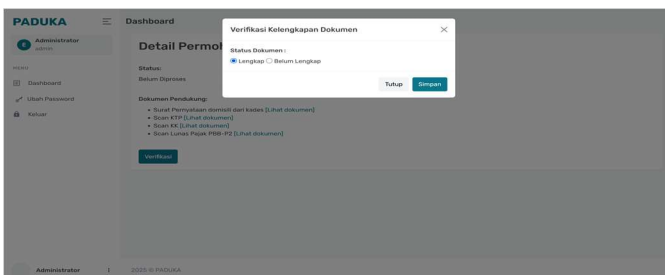 PADUKA
Dashboard
Administrator
admin
MENU
Dashboard
Ubah Password
Keluar
Verifikasi Kelengkapan Dokumen
Status Dokumen :
Lengkap Belum Lengkap
Tutup Simpan
Detail Permo
Status:
Belum Diproses
Dokumen Pendukung:
Surat Pernyataan domisili dari kades [Lihat dokumen]
Scan KTP [Lihat dokumen]
Scan KK [Lihat dokumen]
Scan Lunas Pajak PBB-P2 [Lihat dokumen]
Verifikasi
Administrator
2023 © PADUKA